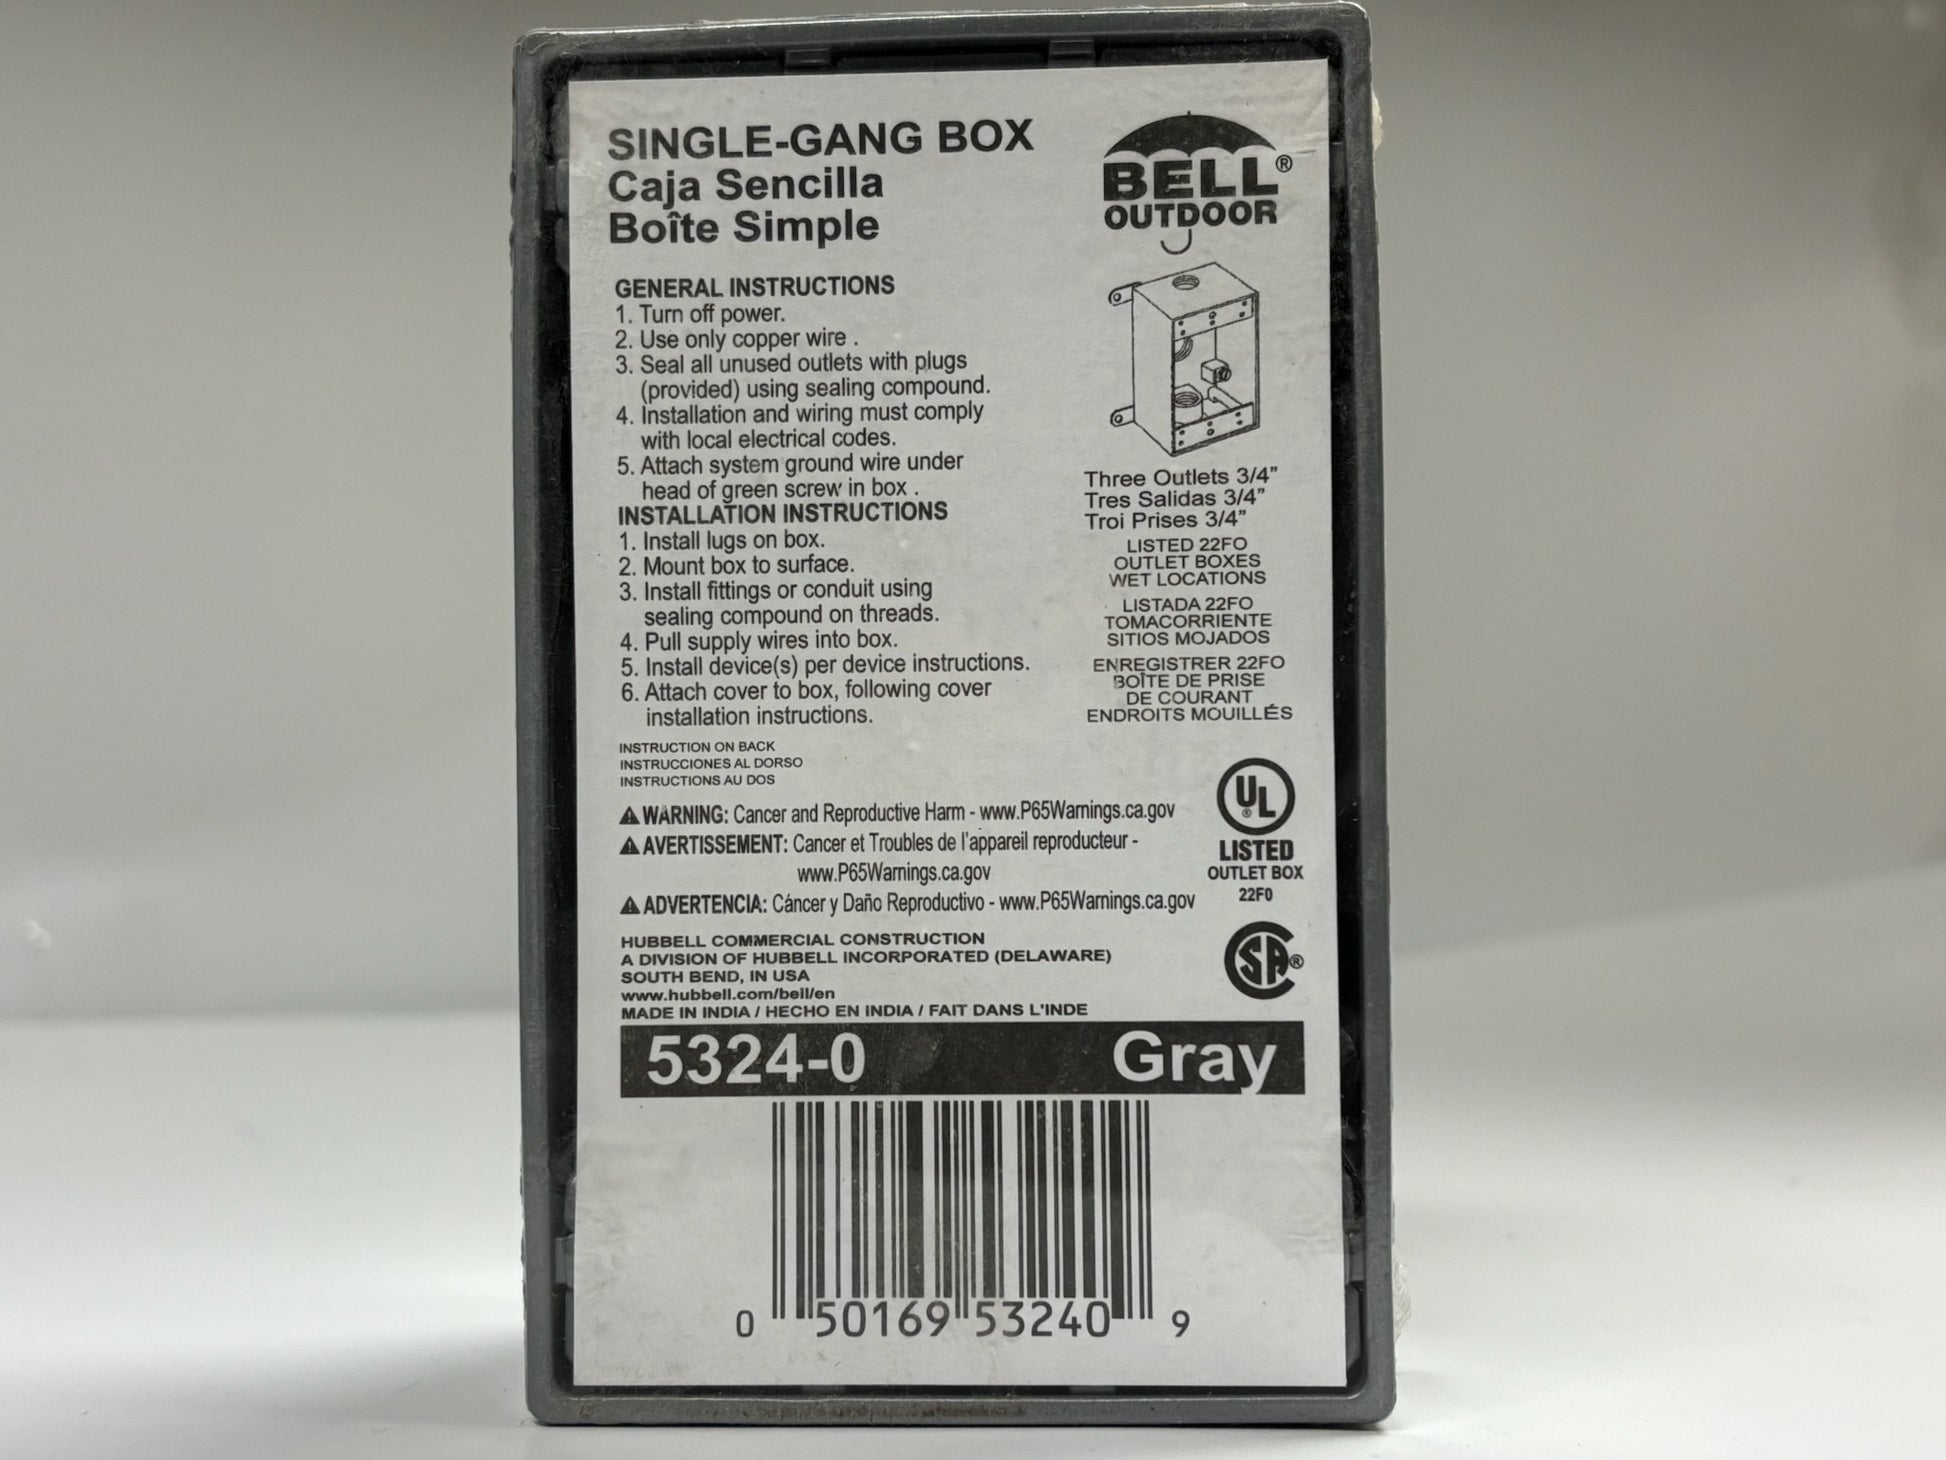 SINGLE-GANG BOX
Caja Sencilla
Boîte Simple
BELL®
OUTDOOR
GENERAL INSTRUCTIONS
1. Turn off power.
2. Use only copper wire .
3. Seal all unused outlets with plugs
(provided) using sealing compound.
4. Installation and wiring must comply
with local electrical codes.
5. Attach system ground wire under
head of green screw in box .
INSTALLATION INSTRUCTIONS
1. Install lugs on box.
2. Mount box to surface.
3. Install fittings or conduit using
sealing compound on threads.
4. Pull supply wires into box.
5. Install device(s) per device instructions.
6. Attach cover to box, following cover
installation instructions.
Three Outlets 3/4”
Tres Salidas 3/4”
Troi Prises 3/4”
LISTED 22FO
OUTLET BOXES
WET LOCATIONS
LISTADA 22FO
TOMACORRIENTE
SITIOS MOJADOS
ENREGISTRER 22FO
BOÎTE DE PRISE
DE COURANT
ENDROITS MOUILLÉS
INSTRUCTION ON BACK
INSTRUCCIONES AL DORSO
INSTRUCTIONS AU DOS
⚠ WARNING: Cancer and Reproductive Harm - www.P65Warnings.ca.gov
⚠ AVERTISSEMENT: Cancer et Troubles de l'appareil reproducteur -
www.P65Warnings.ca.gov
⚠ ADVERTENCIA: Cáncer y Daño Reproductivo - www.P65Warnings.ca.gov
UL®
LISTED
OUTLET BOX
22F0
HUBBELL COMMERCIAL CONSTRUCTION
A DIVISION OF HUBBELL INCORPORATED (DELAWARE)
SOUTH BEND, IN USA
www.hubbell.com/bell/en
MADE IN INDIA / HECHO EN INDIA / FAIT DANS L'INDE
CSA®
5324-0 Gray
0 50169 53240 9